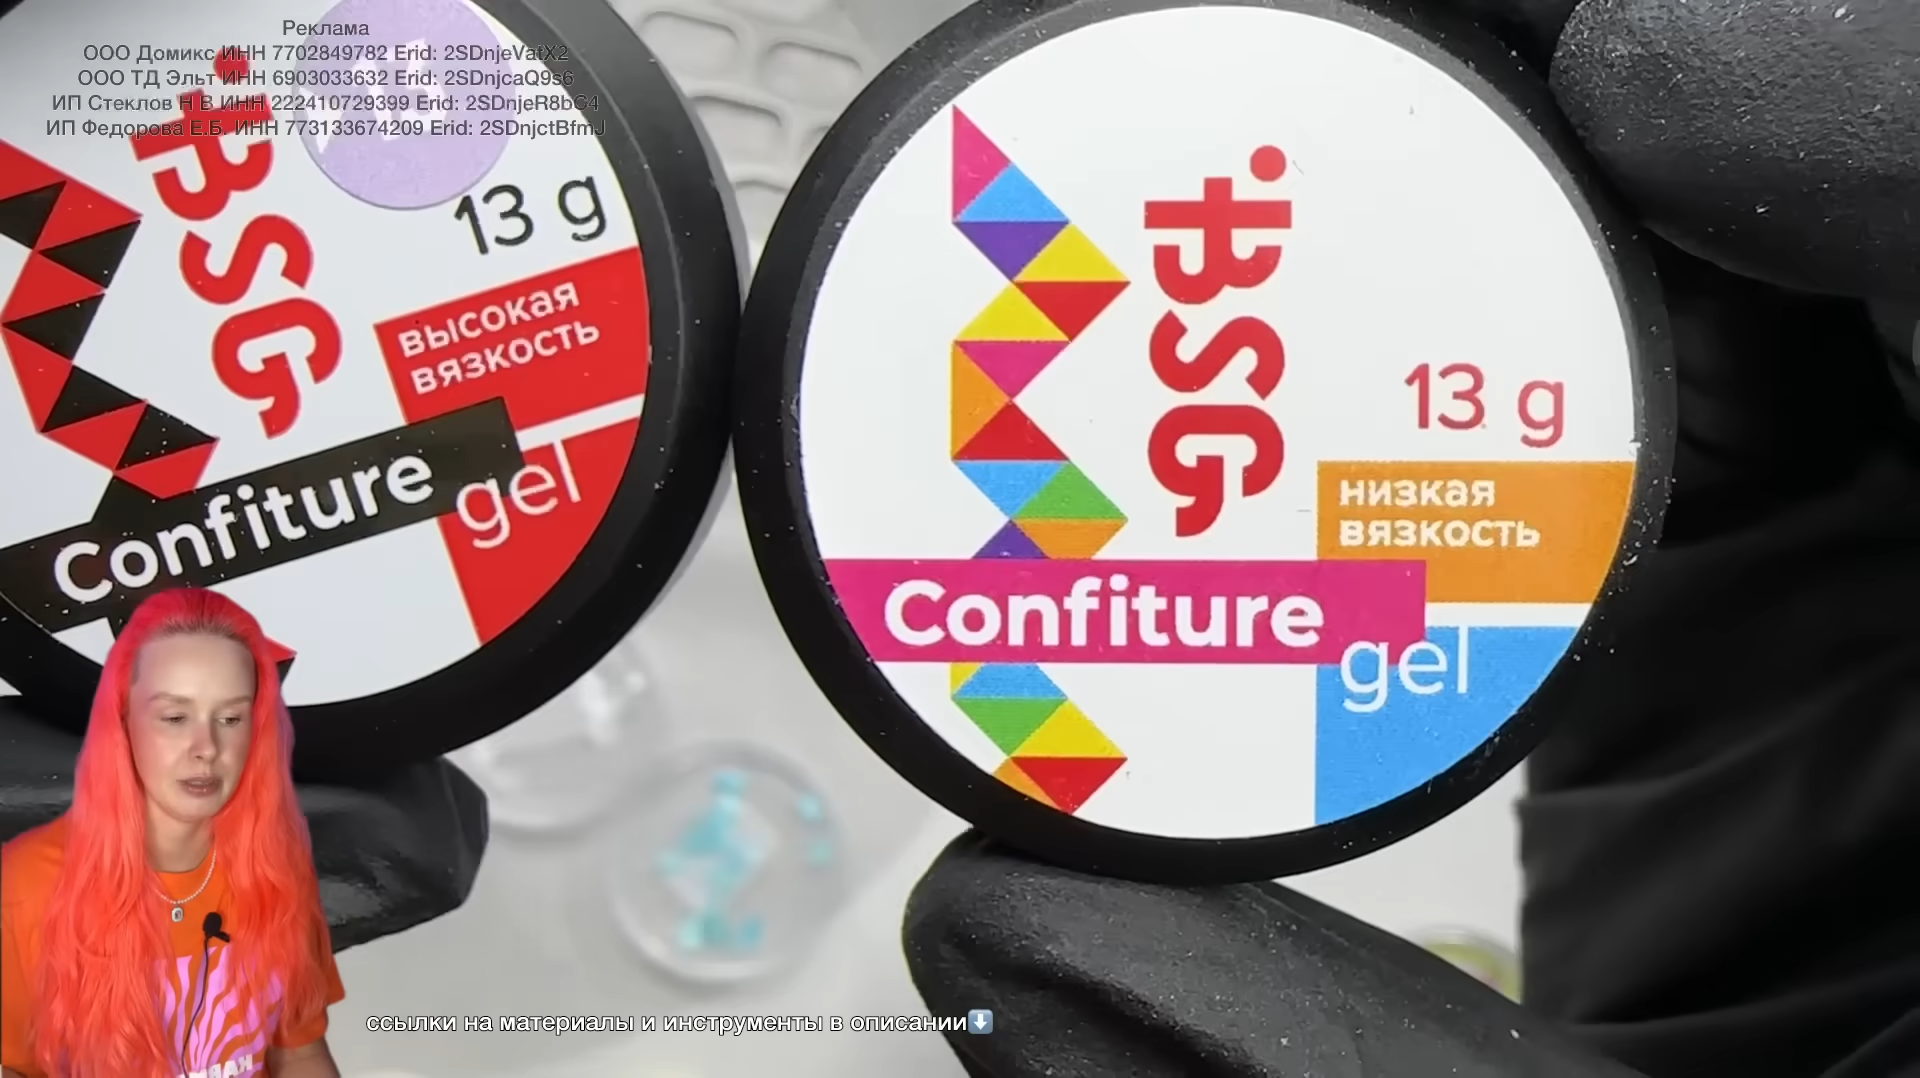 Реклама
ООО Домикс ИНН 7702849782 Erid: 2SDnjeVatX2
ООО ТД Эльт ИНН 6903033632 Erid: 2SDnjcaQ9s6
ИП Стеклов Н В ИНН 222410729399 Erid: 2SDnjeR8bC4
ИП Федорова Е.Б. ИНН 773133674209 Erid: 2SDnjctBfmJ
BSG
13 g
высокая
вязкость
Confiture
gel
BSG
13 g
низкая
вязкость
Confiture
gel
ссылки на материалы и инструменты в описании⬇️